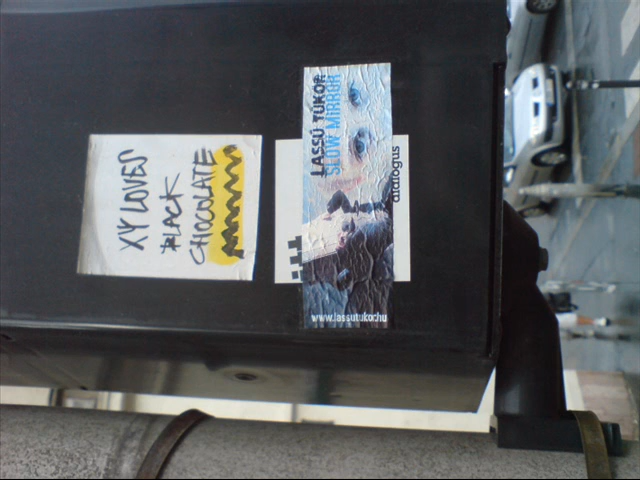 XY LOVES
BLACK
CHOCOLATE
LASSÚ TÜKÖR
SLOW MIRROR
dialogus
www.lassutukor.hu